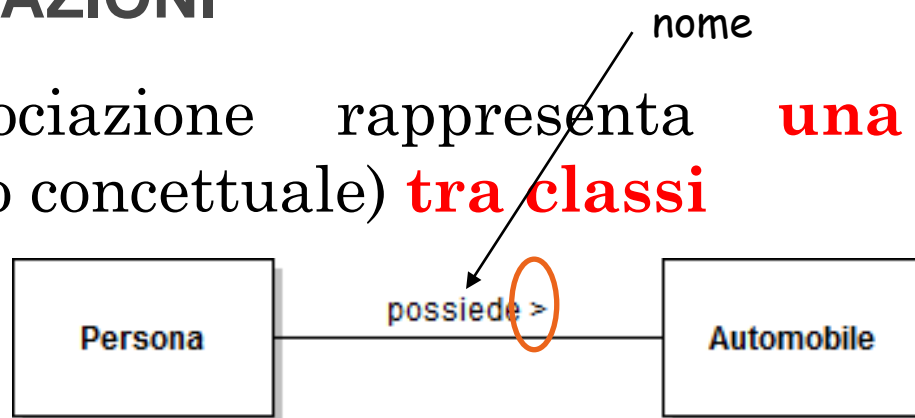 AZIONI
nome
ociazione rappresenta una
o concettuale) tra classi
possiede >
Persona
Automobile